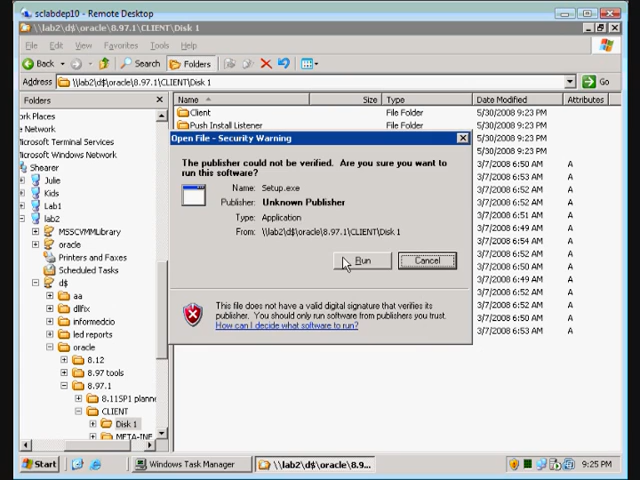 sclabdep10 - Remote Desktop
\\lab2\d$\oracle\8.97.1\CLIENT\Disk 1
File Edit View Favorites Tools Help
Back Search Folders
Address \\lab2\d$\oracle\8.97.1\CLIENT\Disk 1 Go
Folders
Name Size Type Date Modified Attributes
ork Places
e Network
Microsoft Terminal Services
Microsoft Windows Network
Shearer
Julie
Kids
Lab1
lab2
MSSCVMMLibrary
oracle
Printers and Faxes
Scheduled Tasks
d$
aa
dllfix
informedcio
led reports
oracle
8.12
8.97 tools
8.97.1
8.11SP1 planne
CLIENT
Disk 1
META-INF
Client File Folder 5/30/2008 9:23 PM
Push Install Listener File Folder 5/30/2008 9:23 PM
5/30/2008 9:23 PM
5/30/2008 9:23 PM
3/7/2008 6:50 AM A
3/7/2008 6:50 AM A
3/7/2008 6:52 AM A
3/7/2008 6:50 AM A
3/7/2008 6:51 AM A
3/7/2008 6:49 AM A
3/7/2008 6:54 AM A
3/7/2008 6:52 AM A
3/7/2008 6:50 AM A
3/7/2008 6:49 AM A
3/7/2008 6:52 AM A
3/7/2008 6:50 AM A
3/7/2008 6:52 AM A
3/7/2008 6:53 AM A
Open File - Security Warning
The publisher could not be verified. Are you sure you want to
run this software?
Name: Setup.exe
Publisher: Unknown Publisher
Type: Application
From: \\lab2\d$\oracle\8.97.1\CLIENT\Disk 1
Run Cancel
This file does not have a valid digital signature that verifies its
publisher. You should only run software from publishers you trust.
How can I decide what software to run?
Start Windows Task Manager \\lab2\d$\oracle\8.9... 9:25 PM